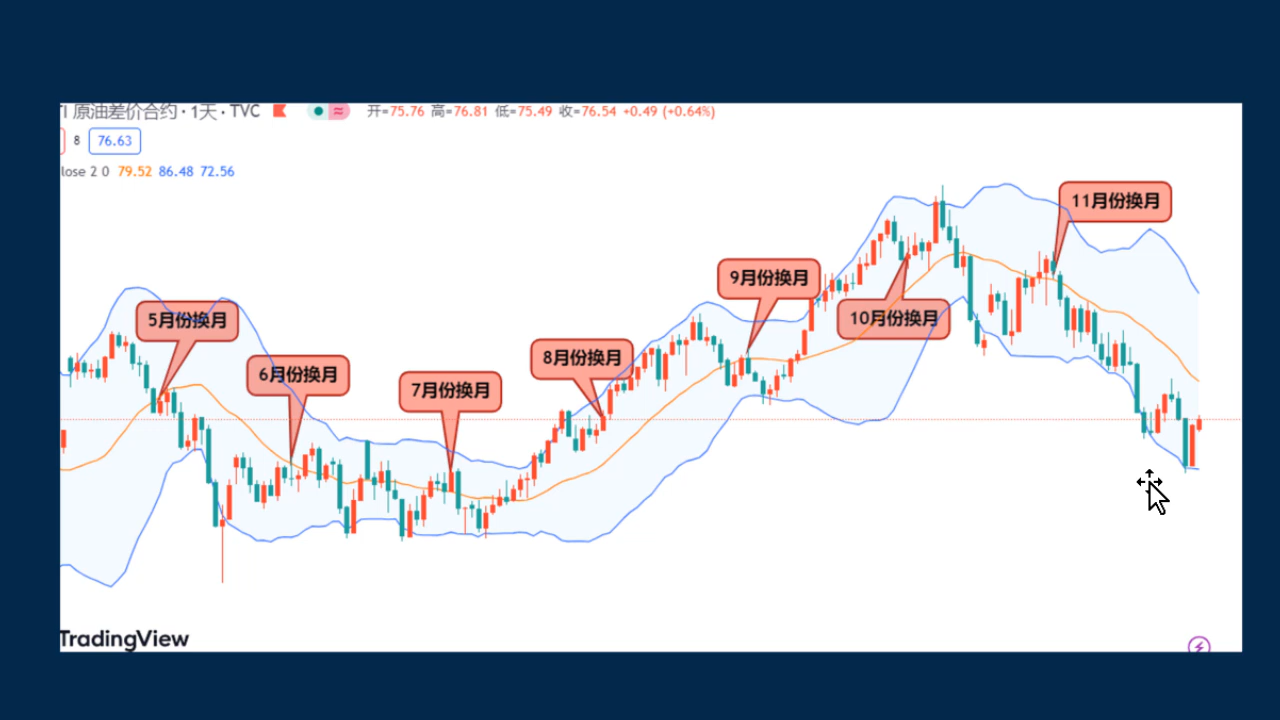 I 原油差价合约 · 1天 · TVC 开=75.76 高=76.81 低=75.49 收=76.54 +0.49 (+0.64%)
8 76.63
lose 2 0 79.52 86.48 72.56
11月份换月
9月份换月
5月份换月
10月份换月
8月份换月
6月份换月
7月份换月
TradingView